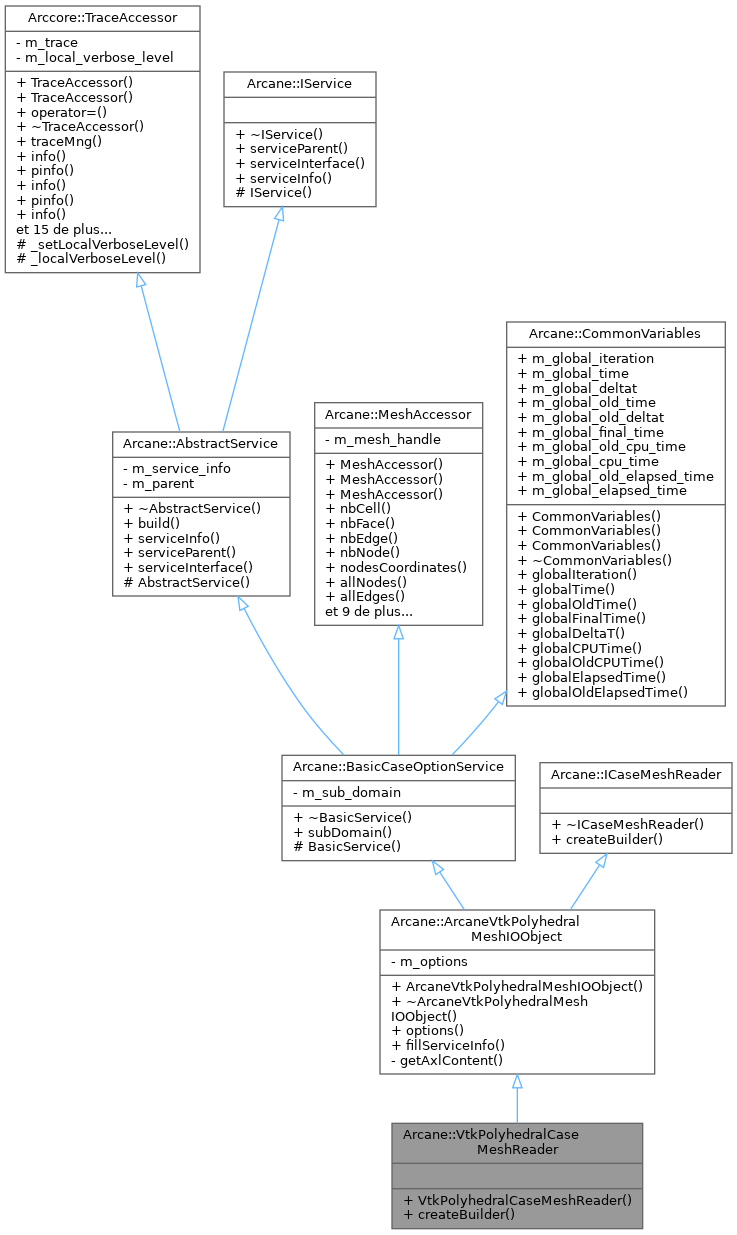 Arccore::TraceAccessor
- m_trace
- m_local_verbose_level
+ TraceAccessor()
+ TraceAccessor()
+ operator=()
+ ~TraceAccessor()
+ traceMng()
+ info()
+ pinfo()
+ info()
+ pinfo()
+ info()
et 15 de plus...
# _setLocalVerboseLevel()
# _localVerboseLevel()
Arcane::IService
+ ~IService()
+ serviceParent()
+ serviceInterface()
+ serviceInfo()
# IService()
Arcane::CommonVariables
+ m_global_iteration
+ m_global_time
+ m_global_deltat
+ m_global_old_time
+ m_global_old_deltat
+ m_global_final_time
+ m_global_old_cpu_time
+ m_global_cpu_time
+ m_global_old_elapsed_time
+ m_global_elapsed_time
+ CommonVariables()
+ CommonVariables()
+ CommonVariables()
+ ~CommonVariables()
+ globalIteration()
+ globalTime()
+ globalOldTime()
+ globalFinalTime()
+ globalDeltaT()
+ globalCPUTime()
+ globalOldCPUTime()
+ globalElapsedTime()
+ globalOldElapsedTime()
Arcane::MeshAccessor
- m_mesh_handle
+ MeshAccessor()
+ MeshAccessor()
+ MeshAccessor()
+ nbCell()
+ nbFace()
+ nbEdge()
+ nbNode()
+ nodesCoordinates()
+ allNodes()
+ allEdges()
et 9 de plus...
Arcane::AbstractService
- m_service_info
- m_parent
+ ~AbstractService()
+ build()
+ serviceInfo()
+ serviceParent()
+ serviceInterface()
# AbstractService()
Arcane::BasicCaseOptionService
- m_sub_domain
+ ~BasicService()
+ subDomain()
# BasicService()
Arcane::ICaseMeshReader
+ ~ICaseMeshReader()
+ createBuilder()
Arcane::ArcaneVtkPolyhedral
MeshIOObject
- m_options
+ ArcaneVtkPolyhedralMeshIOObject()
+ ~ArcaneVtkPolyhedralMesh
IOObject()
+ options()
+ fillServiceInfo()
- getAxlContent()
Arcane::VtkPolyhedralCase
MeshReader
+ VtkPolyhedralCaseMeshReader()
+ createBuilder()